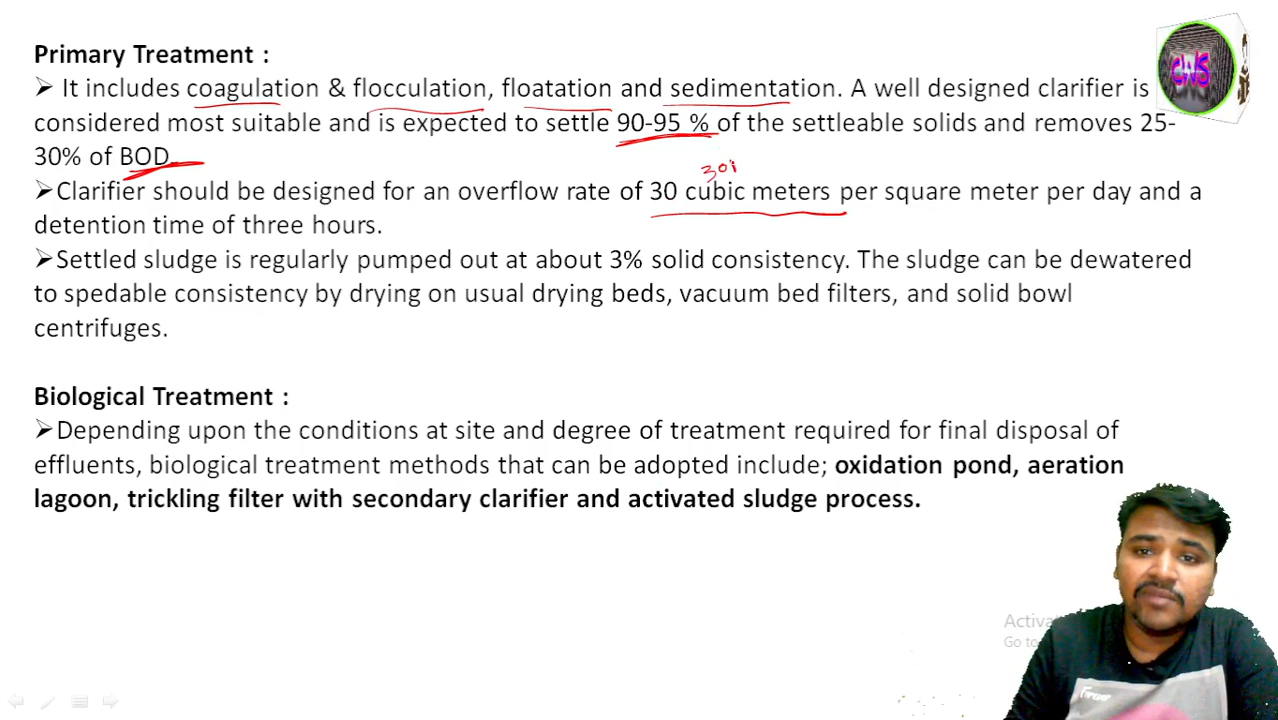 Primary Treatment :
➢ It includes coagulation & flocculation, floatation and sedimentation. A well designed clarifier is
considered most suitable and is expected to settle 90-95 % of the settleable solids and removes 25-
30% of BOD.
➢Clarifier should be designed for an overflow rate of 30 cubic meters per square meter per day and a
detention time of three hours.
➢Settled sludge is regularly pumped out at about 3% solid consistency. The sludge can be dewatered
to spedable consistency by drying on usual drying beds, vacuum bed filters, and solid bowl
centrifuges.
Biological Treatment :
➢Depending upon the conditions at site and degree of treatment required for final disposal of
effluents, biological treatment methods that can be adopted include; oxidation pond, aeration
lagoon, trickling filter with secondary clarifier and activated sludge process.
CWS
Go to